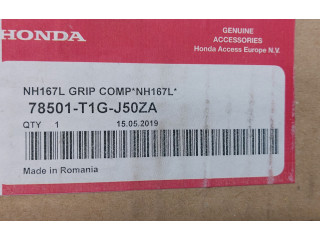 HONDA
GENUINE
ACCESSORIES
Honda Access Europe N.V.
NH167L GRIP COMP*NH167L*
78501-T1G-J50ZA
QTY 1 15.05.2019
Made in Romania